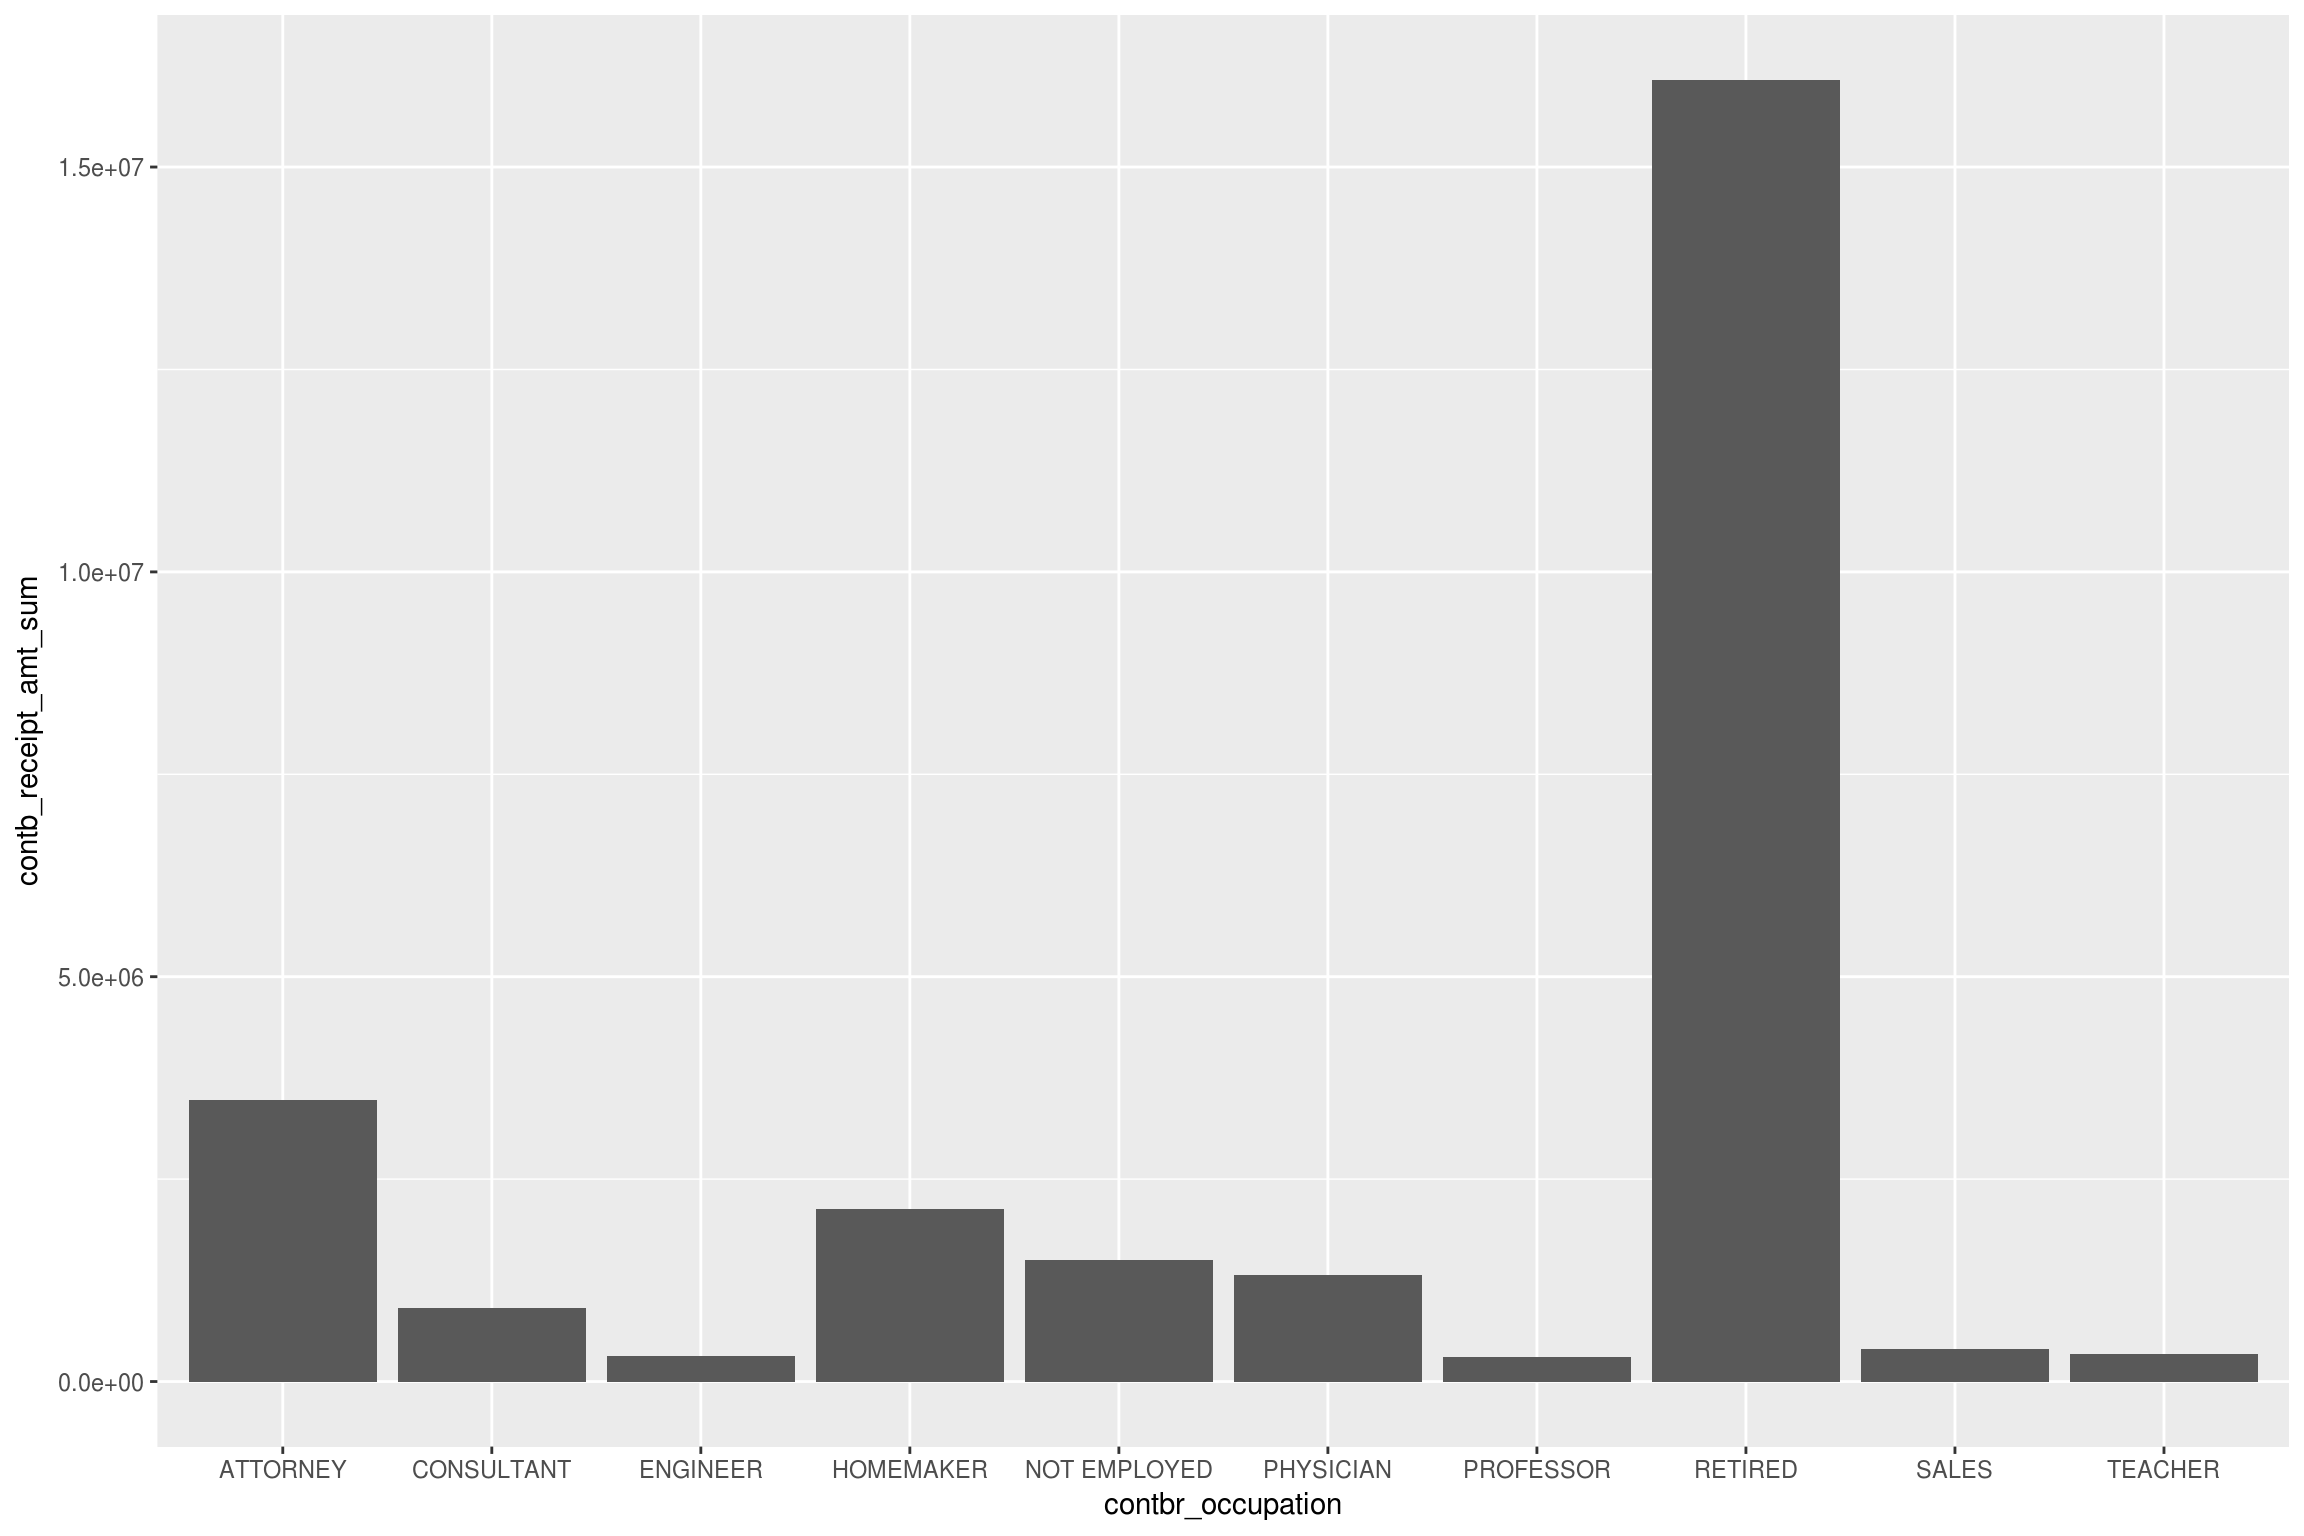 contb_receipt_amt_sum
1.5e+07
1.0e+07
5.0e+06
0.0e+00
ATTORNEY CONSULTANT ENGINEER HOMEMAKER NOT EMPLOYED PHYSICIAN PROFESSOR RETIRED SALES TEACHER
contbr_occupation